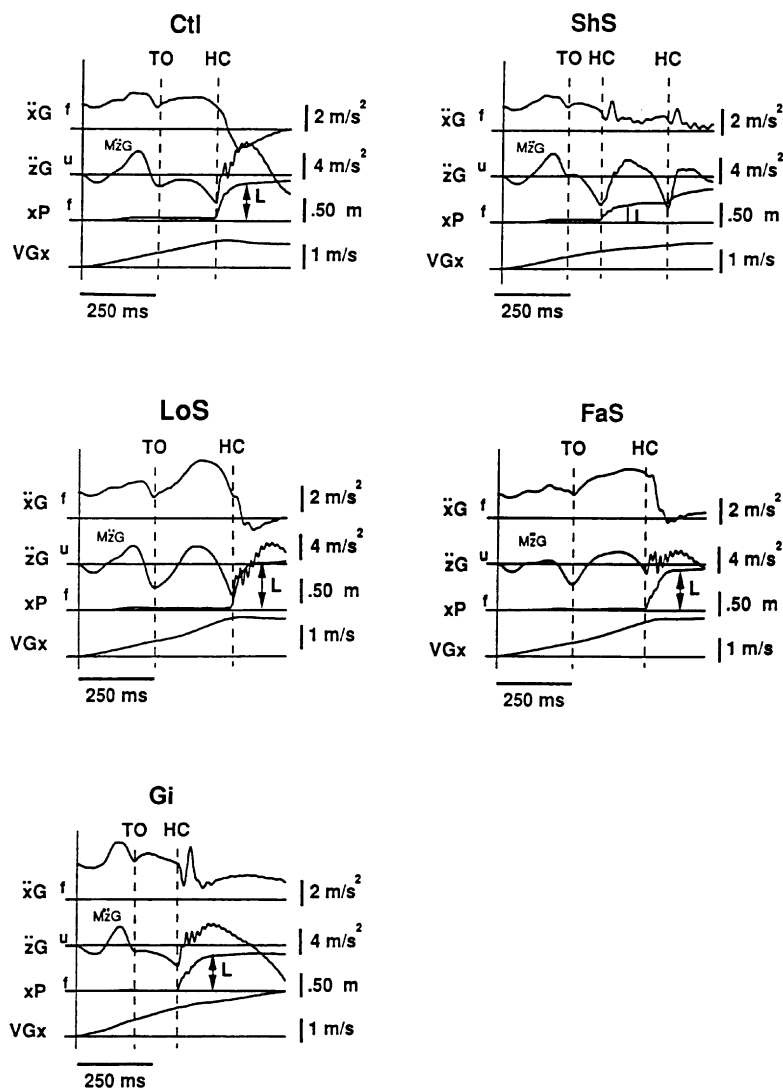 Ctl
TO HC
ẍG f 2 m/s²
Mz̈G
z̈G u 4 m/s²
xP f L .50 m
VGx 1 m/s
250 ms
ShS
TO HC HC
ẍG f 2 m/s²
Mz̈G
z̈G u 4 m/s²
xP f L .50 m
VGx 1 m/s
250 ms
LoS
TO HC
ẍG f 2 m/s²
Mz̈G
z̈G u 4 m/s²
xP f L .50 m
VGx 1 m/s
250 ms
FaS
TO HC
ẍG f 2 m/s²
Mz̈G
z̈G u 4 m/s²
xP f L .50 m
VGx 1 m/s
250 ms
Gi
TO HC
ẍG f 2 m/s²
Mz̈G
z̈G u 4 m/s²
xP f L .50 m
VGx 1 m/s
250 ms